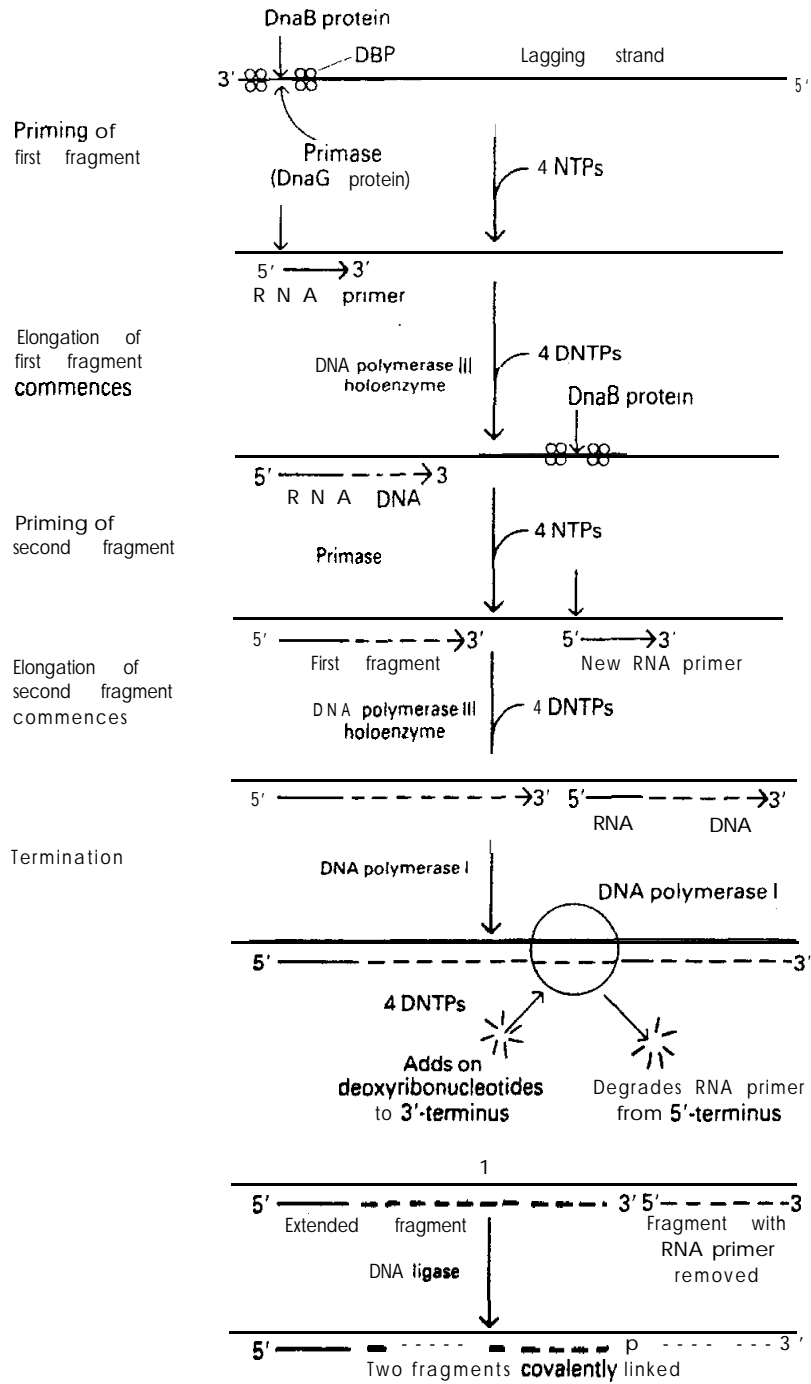 DnaB protein
DBP
Lagging strand
3'
5'
Priming of
first fragment
Primase
(DnaG protein)
4 NTPs
5' 3'
RNA primer
Elongation of
first fragment
commences
DNA polymerase III
holoenzyme
4 DNTPs
DnaB protein
5' 3
RNA DNA
Priming of
second fragment
Primase
4 NTPs
5' 3' 5' 3'
First fragment
New RNA primer
Elongation of
second fragment
commences
DNA polymerase III
holoenzyme
4 DNTPs
5' 3' 5' 3'
RNA DNA
Termination
DNA polymerase I
DNA polymerase I
5' 3'
4 DNTPs
Adds on
deoxyribonucleotides
to 3'-terminus
Degrades RNA primer
from 5'-terminus
1
5' 3' 5' 3
Extended fragment
Fragment with
RNA primer
removed
DNA ligase
5' p 3'
Two fragments covalently linked